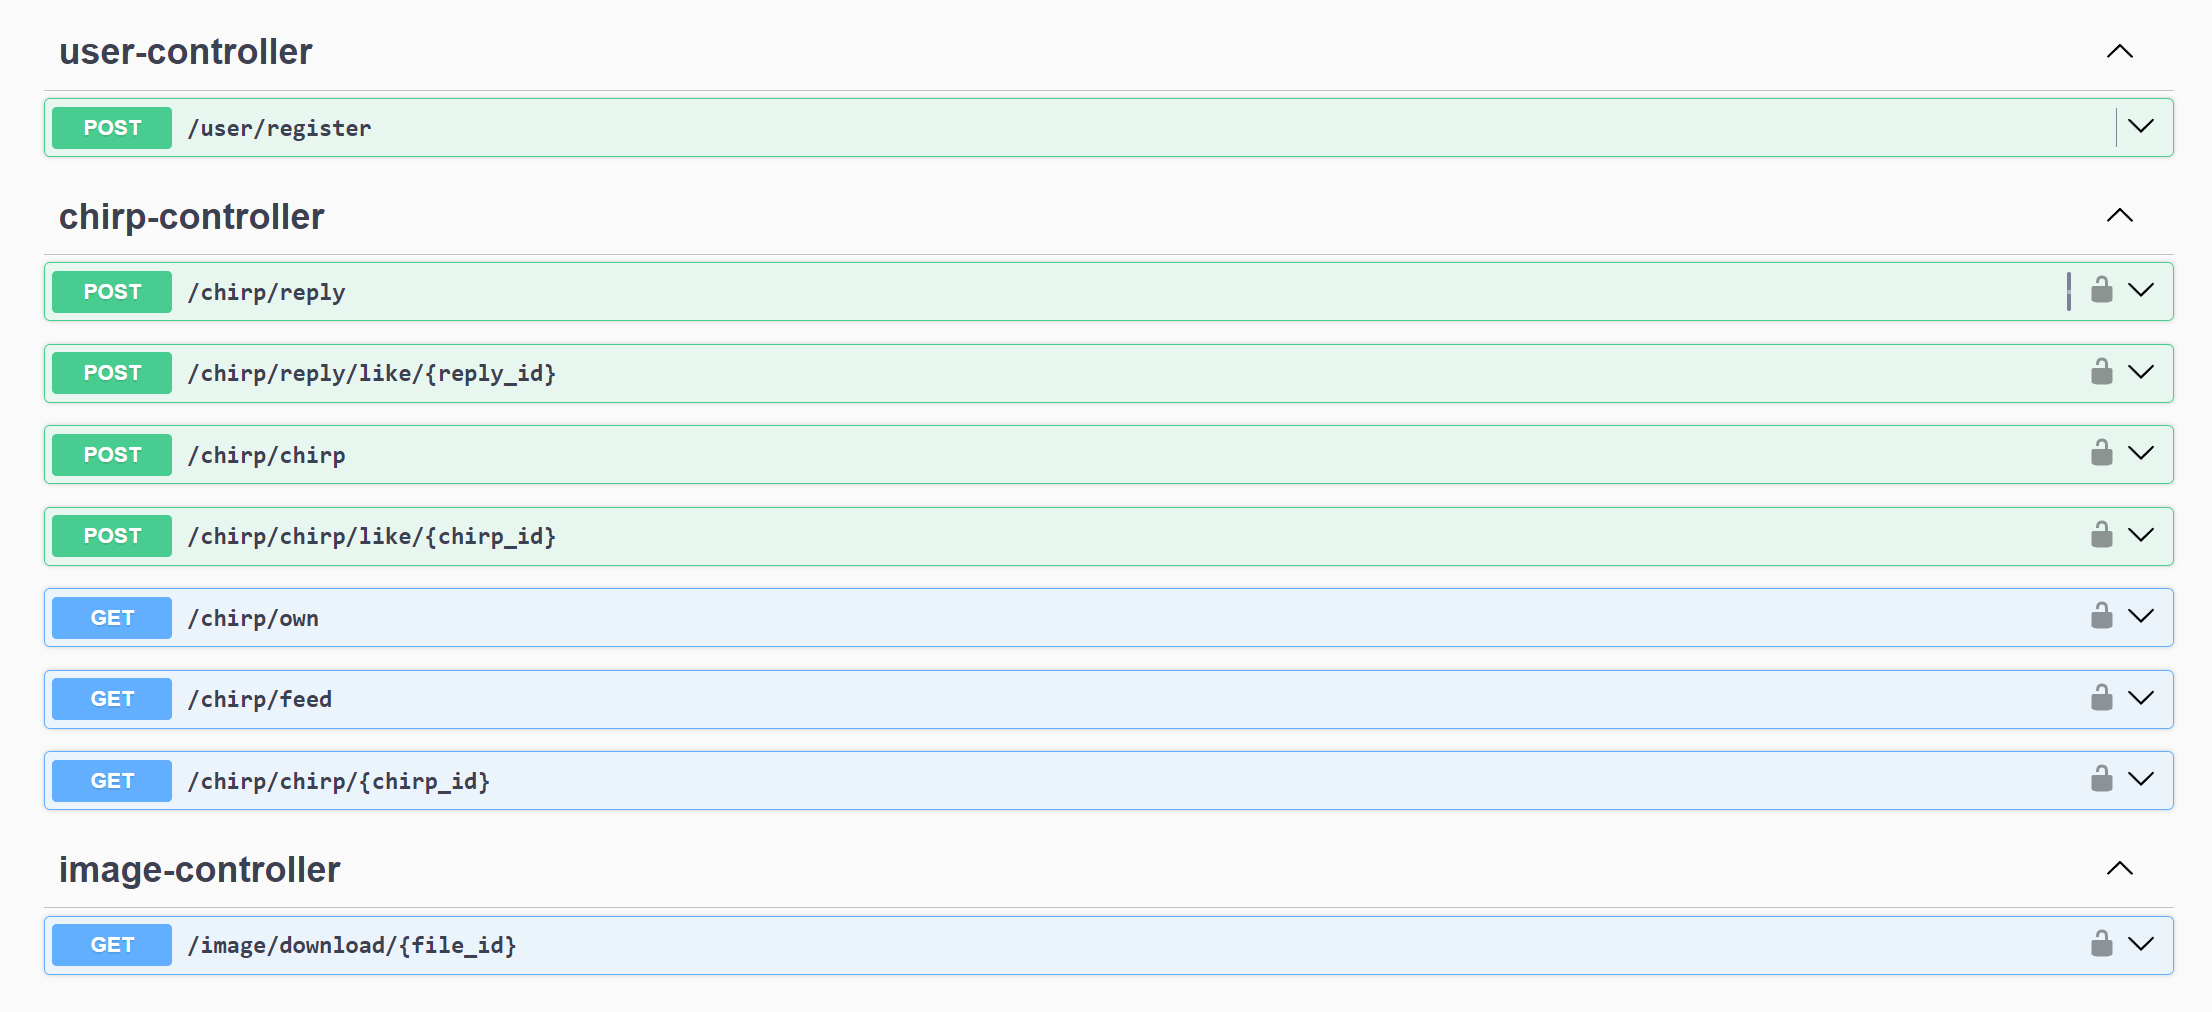 user-controller
POST /user/register
chirp-controller
POST /chirp/reply
POST /chirp/reply/like/{reply_id}
POST /chirp/chirp
POST /chirp/chirp/like/{chirp_id}
GET /chirp/own
GET /chirp/feed
GET /chirp/chirp/{chirp_id}
image-controller
GET /image/download/{file_id}